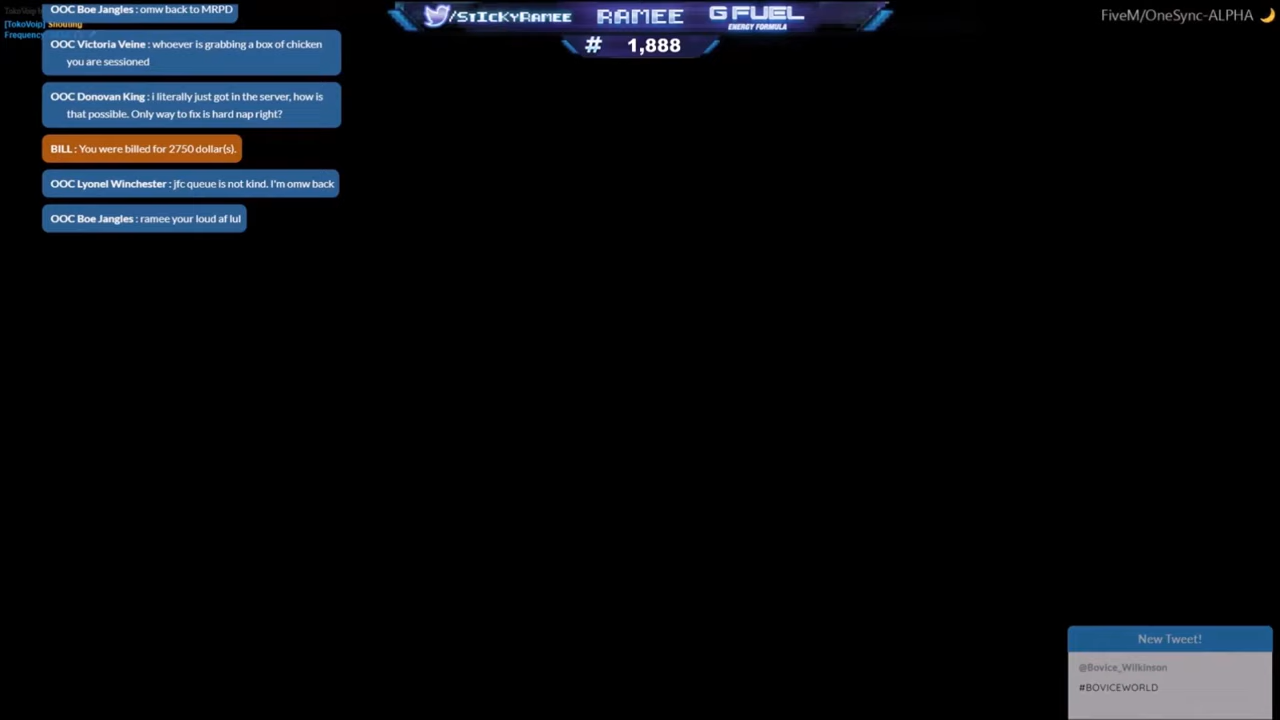 OOC Boe Jangles : omw back to MRPD
[TokoVoip] Shouting
Frequency
OOC Victoria Veine : whoever is grabbing a box of chicken
you are sessioned
OOC Donovan King : i literally just got in the server, how is
that possible. Only way to fix is hard nap right?
BILL : You were billed for 2750 dollar(s).
OOC Lyonel Winchester : jfc queue is not kind. I'm omw back
OOC Boe Jangles : ramee your loud af lul
/StIcKyRamee
RAMEE
G FUEL
ENERGY FORMULA
# 1,888
FiveM/OneSync-ALPHA
New Tweet!
@Bovice_Wilkinson
#BOVICEWORLD